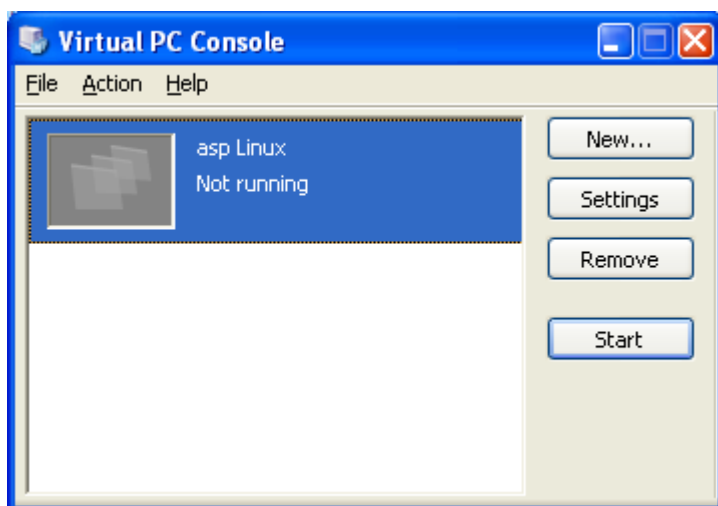 Virtual PC Console
File Action Help
asp Linux
Not running
New...
Settings
Remove
Start